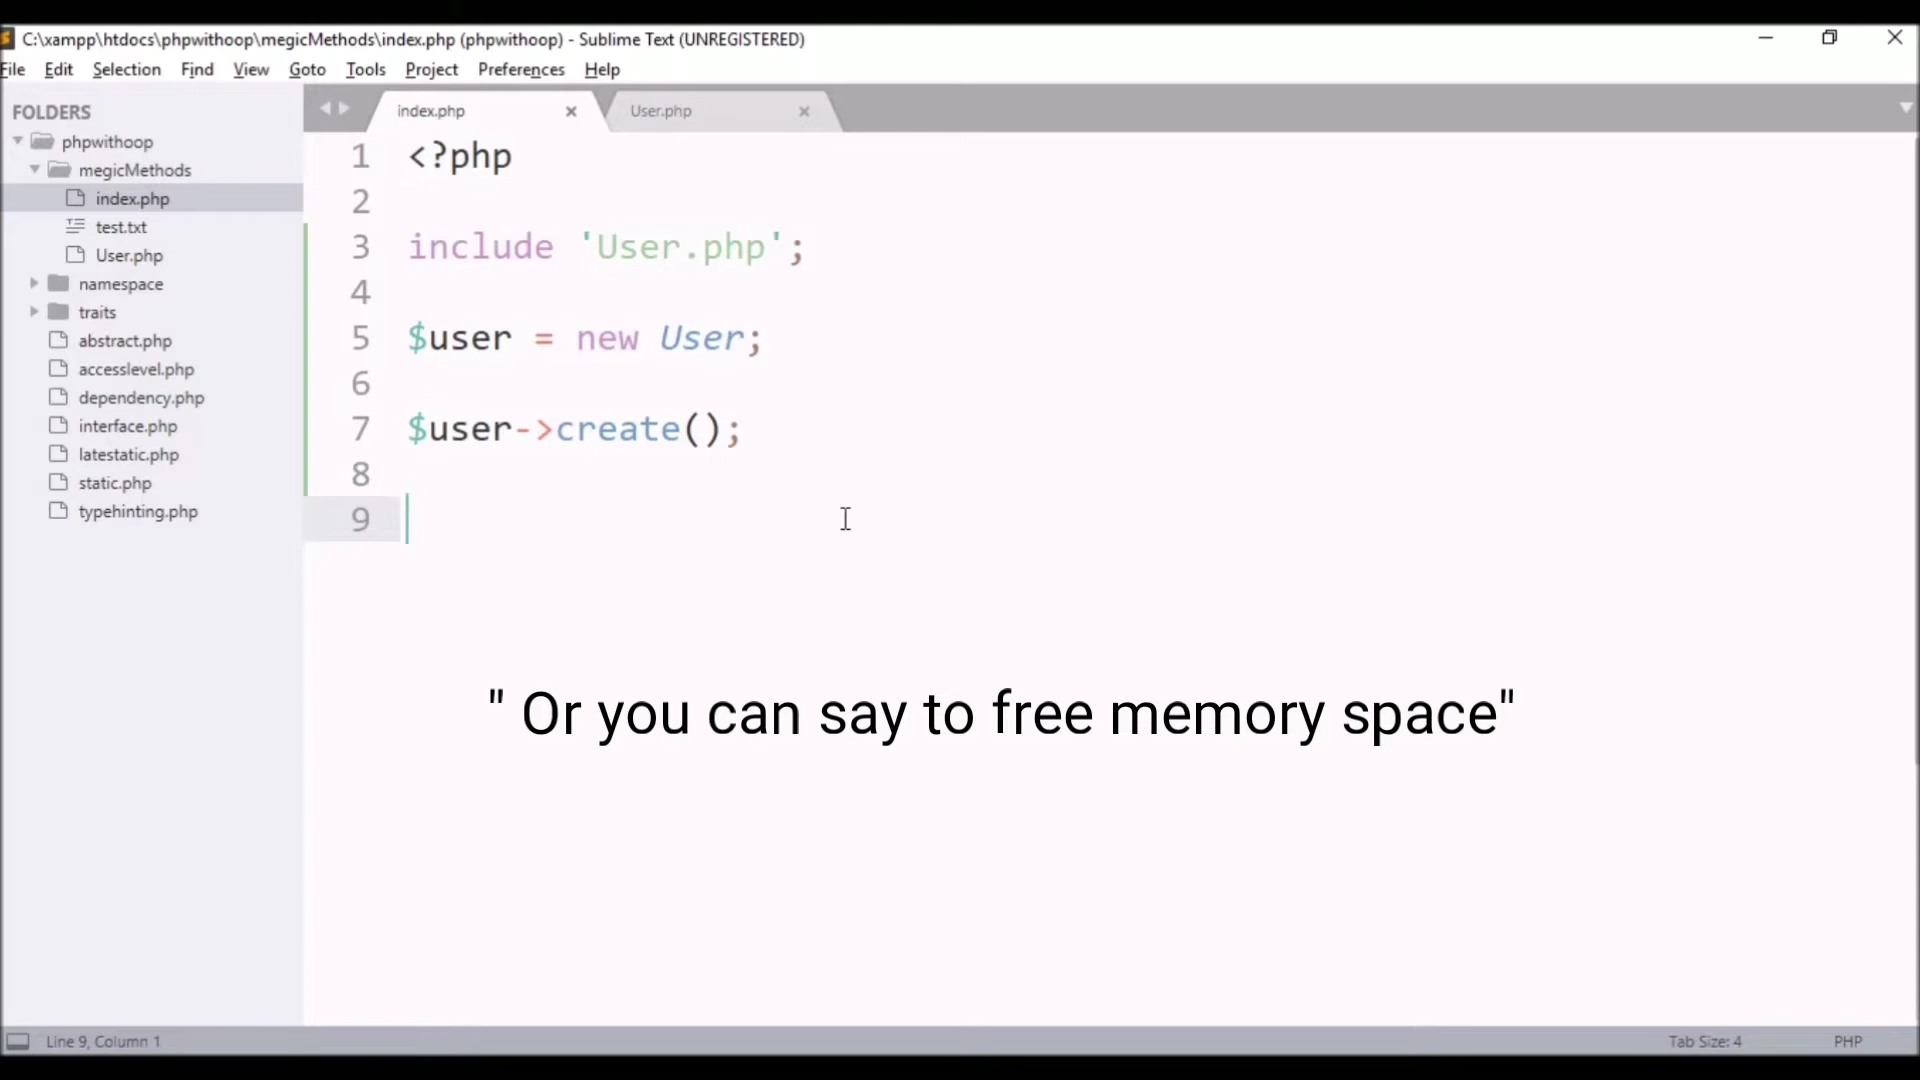 C:\xampp\htdocs\phpwithoop\megicMethods\index.php (phpwithoop) - Sublime Text (UNREGISTERED)
File Edit Selection Find View Goto Tools Project Preferences Help
FOLDERS
phpwithoop
megicMethods
index.php
test.txt
User.php
namespace
traits
abstract.php
accesslevel.php
dependency.php
interface.php
latestatic.php
static.php
typehinting.php
index.php User.php
1 <?php
2
3 include 'User.php';
4
5 $user = new User;
6
7 $user->create();
8
9
" Or you can say to free memory space"
Line 9, Column 1 Tab Size: 4 PHP